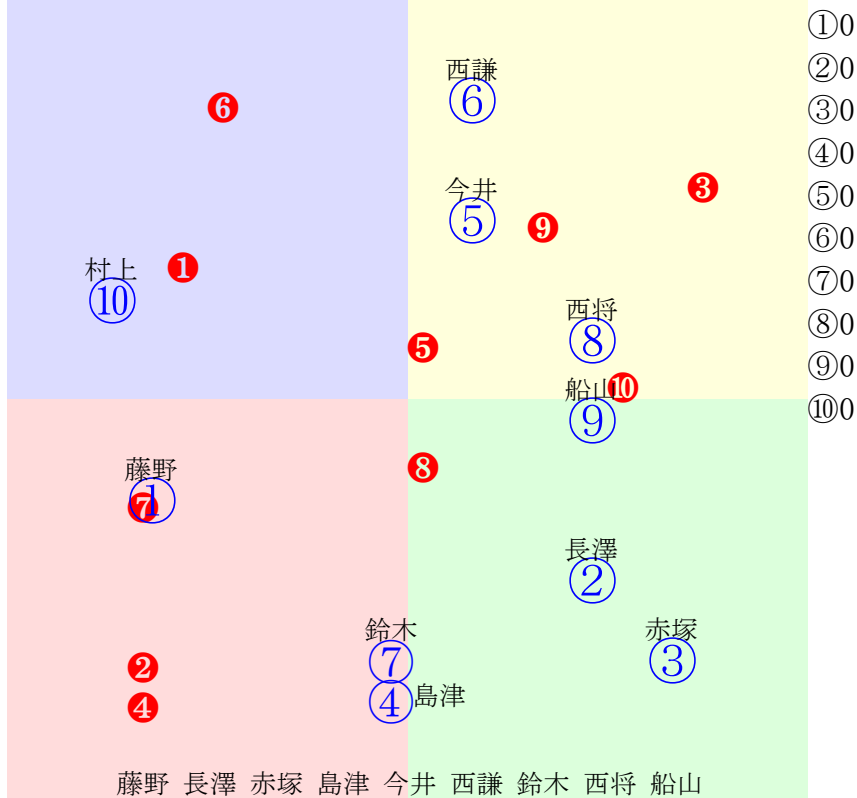 ①0
西謙
②0
⑥
❻
③0
④0
今井
❸
⑤0
⑤
❾
⑥0
村上
❶
⑦0
⑩
西将
⑧0
⑧
❺
⑨0
船山
❿
⑩0
⑨
藤野
❽
①
❼
長澤
②
鈴木
赤塚
❷
⑦
③
❹
④
島津
藤野 長澤 赤塚 島津 今井 西謙 鈴木 西将 船山